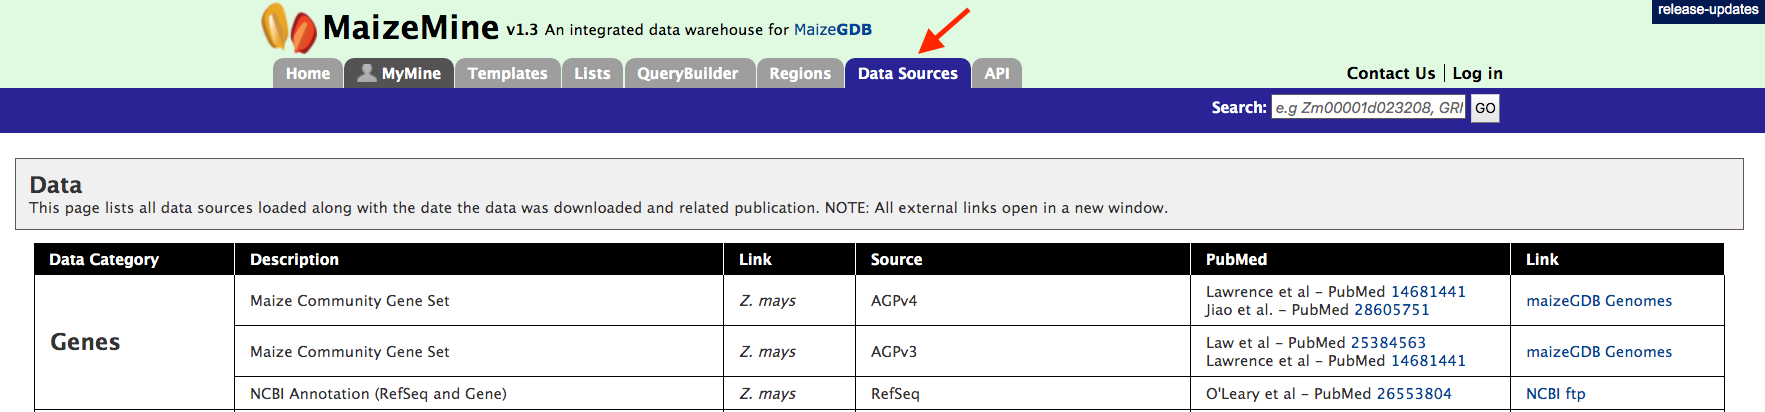 release-updates
MaizeMine v1.3 An integrated data warehouse for MaizeGDB
Home MyMine Templates Lists QueryBuilder Regions Data Sources API Contact Us | Log in
Search: e.g Zm00001d023208, GRI GO
Data
This page lists all data sources loaded along with the date the data was downloaded and related publication. NOTE: All external links open in a new window.
Data Category Description Link Source PubMed Link
Genes
Maize Community Gene Set Z. mays AGPv4 Lawrence et al – PubMed 14681441 maizeGDB Genomes
Jiao et al. – PubMed 28605751
Maize Community Gene Set Z. mays AGPv3 Law et al – PubMed 25384563 maizeGDB Genomes
Lawrence et al – PubMed 14681441
NCBI Annotation (RefSeq and Gene) Z. mays RefSeq O'Leary et al – PubMed 26553804 NCBI ftp